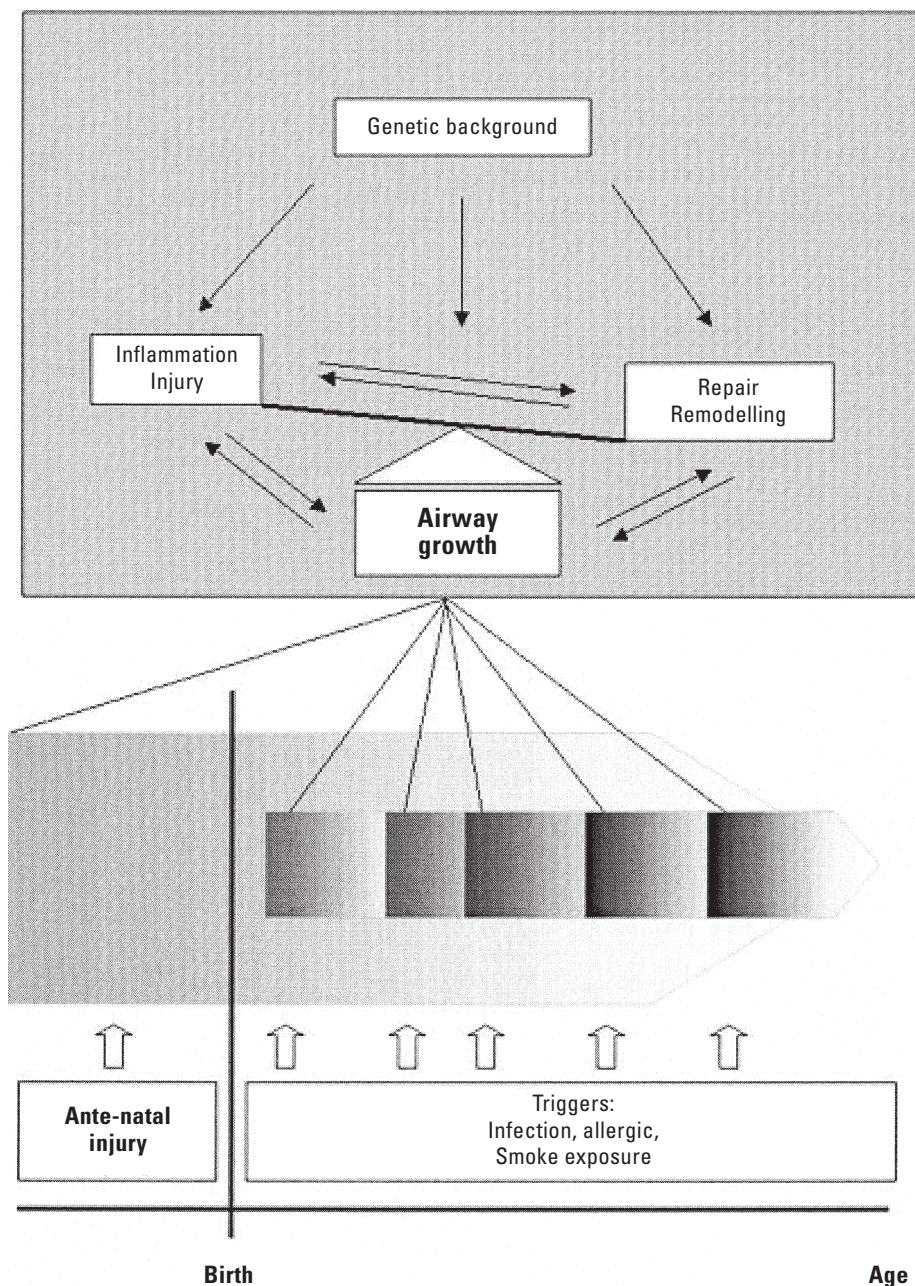 Genetic background
Inflammation
Injury
Repair
Remodelling
Airway
growth
Ante-natal
injury
Triggers:
Infection, allergic,
Smoke exposure
Birth
Age